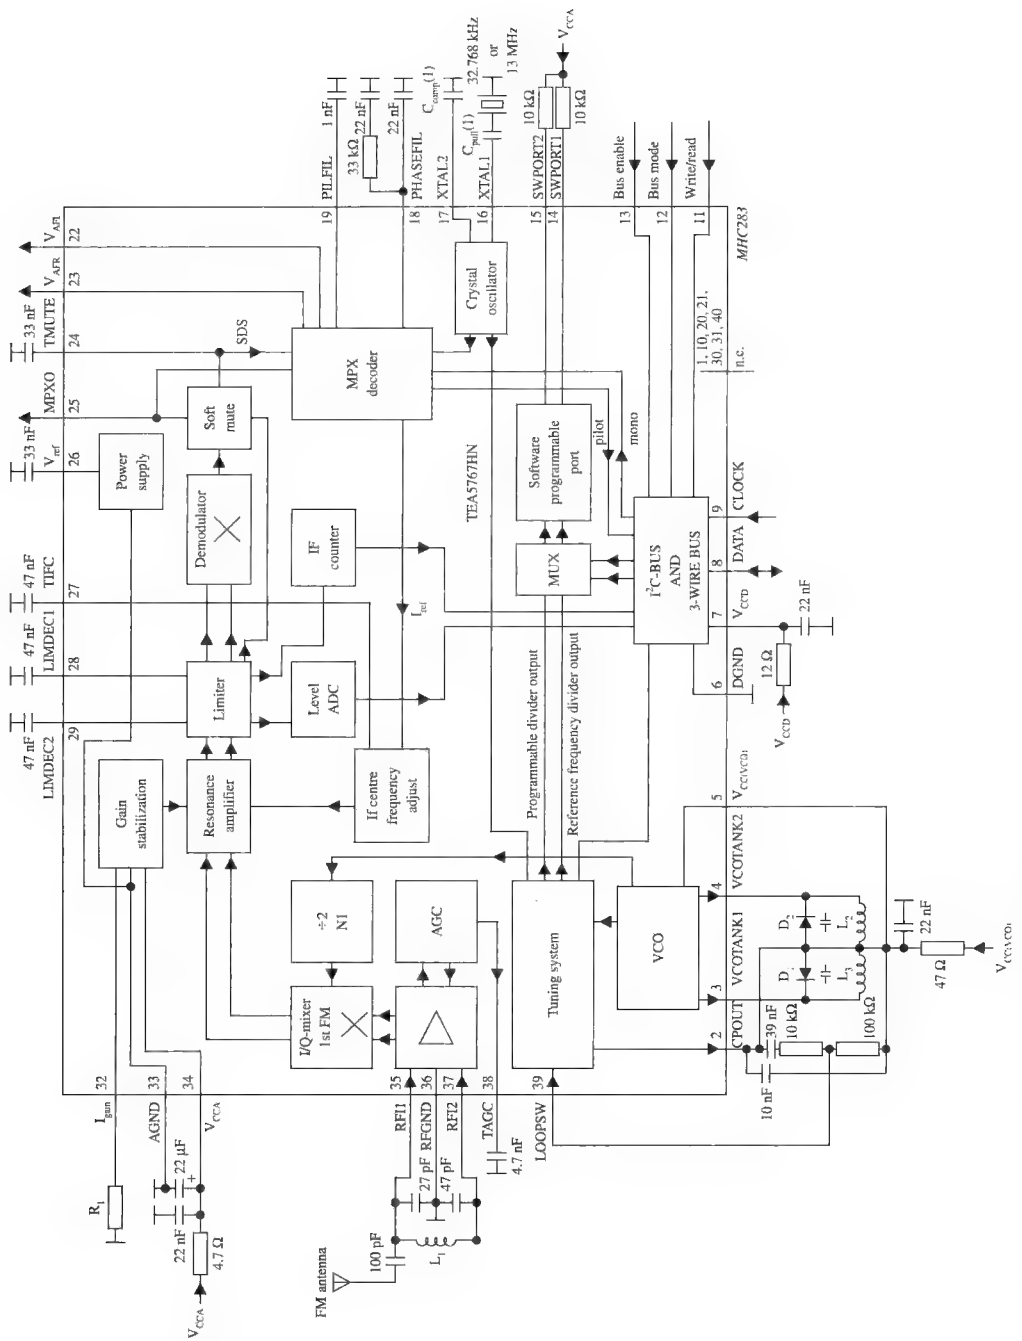 FM antenna
100 pF
L1
27 pF
47 pF
RFI1
RFGND
RFI2
TAGC
4.7 nF
LOOPSW
35
36
37
38
39
VCCA
4.7 Ω
22 nF
22 µF
+
R1
Igain
AGND
VCCA
32
33
34
Gain
stabilization
Power
supply
Resonance
amplifier
Limiter
Demodulator
Soft
mute
Level
ADC
IF
counter
If centre
frequency
adjust
Iref
I/Q-mixer
1st FM
÷2
N1
AGC
MPX
decoder
SDS
Crystal
oscillator
TEA5767HN
Tuning system
Programmable divider output
Reference frequency divider output
MUX
Software
programmable
port
pilot
mono
VCO
I²C-BUS
AND
3-WIRE BUS
LIMDEC2
47 nF
29
LIMDEC1
47 nF
28
TIFC
47 nF
27
Vref
33 nF
26
MPXO
25
TMUTE
33 nF
24
VAFR
23
VAFL
22
PILFIL
1 nF
19
33 kΩ
22 nF
22 nF
PHASEFIL
18
XTAL2
17
XTAL1
16
Cpull(1)
32.768 kHz
or
13 MHz
SWPORT2
15
SWPORT1
14
10 kΩ
10 kΩ
VCCA
Bus enable
13
Bus mode
12
Write/read
11
MHC283
1, 10, 20, 21,
30, 31, 40
n.c.
CPOUT
2
VCOTANK1
3
VCOTANK2
4
5
DGND
6
VCCD
7
DATA
8
CLOCK
9
10 nF
39 nF
10 kΩ
100 kΩ
L3
L2
22 nF
47 Ω
VCCD
12 Ω
22 nF